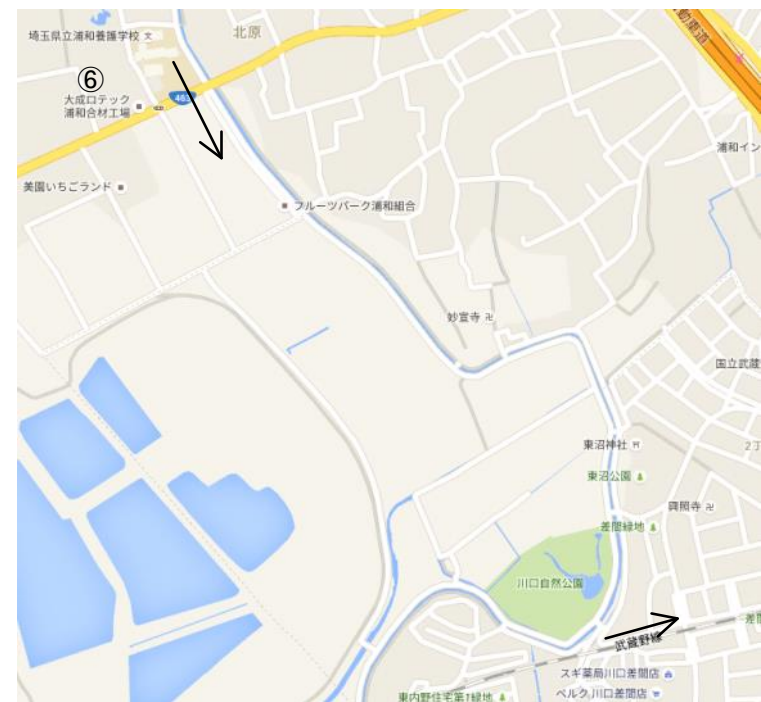 埼玉県立浦和養護学校
北原
動車道
⑥
大成ロテック
浦和合材工場
463
浦和イン
美園いちごランド
フルーツパーク浦和組合
妙宣寺
国立武蔵
東沼神社
2丁
東沼公園
興照寺
差間緑地
川口自然公園
差間
武蔵野線
スギ薬局川口差間店
東内野住宅第1緑地
ベルク川口差間店